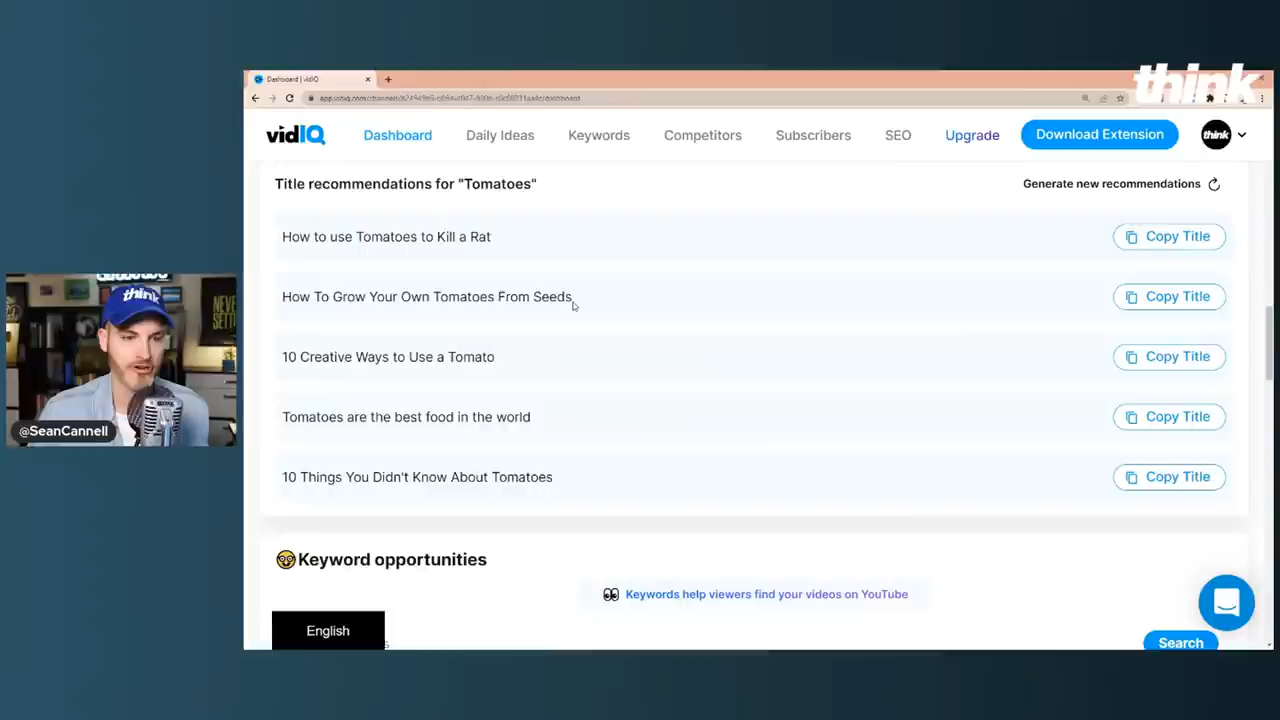 think
Dashboard | vidIQ
vidIQ
Dashboard
Daily Ideas
Keywords
Competitors
Subscribers
SEO
Upgrade
Download Extension
think
Title recommendations for "Tomatoes"
Generate new recommendations
How to use Tomatoes to Kill a Rat
Copy Title
How To Grow Your Own Tomatoes From Seeds
Copy Title
10 Creative Ways to Use a Tomato
Copy Title
Tomatoes are the best food in the world
Copy Title
10 Things You Didn't Know About Tomatoes
Copy Title
think
NEVER
@SeanCannell
Keyword opportunities
Keywords help viewers find your videos on YouTube
English
Search